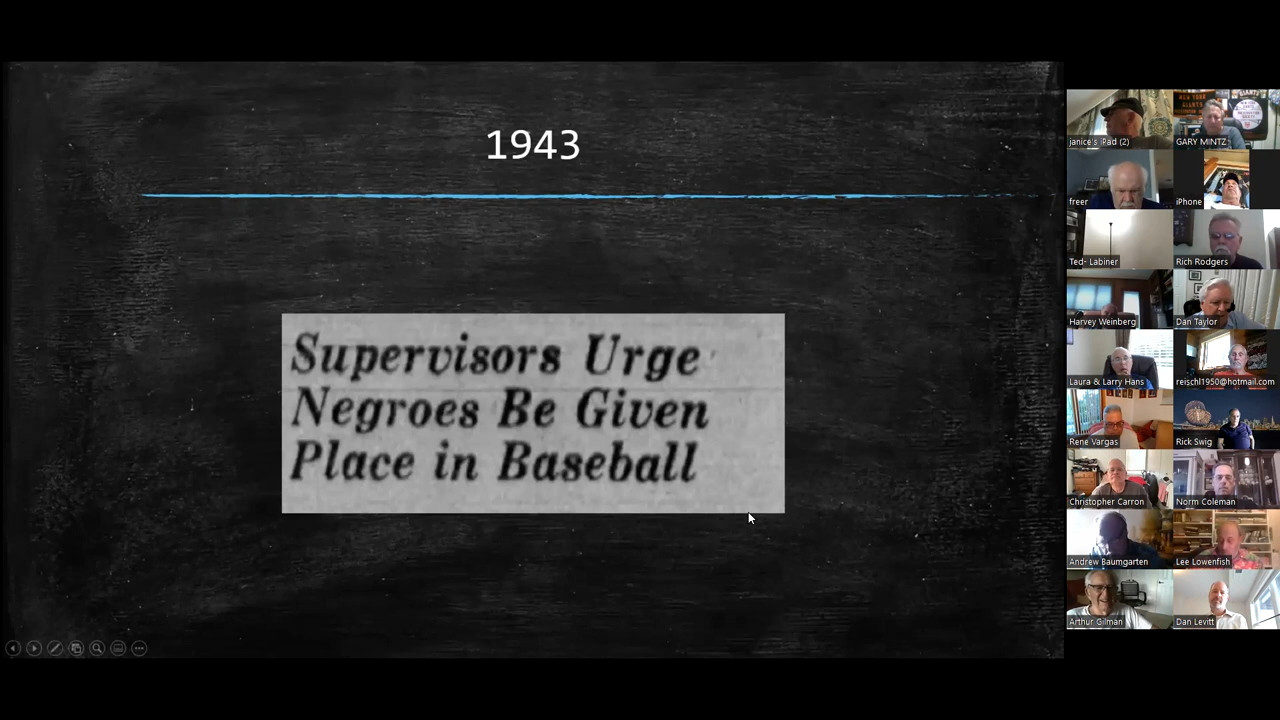 1943
Supervisors Urge
Negroes Be Given
Place in Baseball
janice's iPad (2)
GARY MINTZ
freer
iPhone
Ted- Labiner
Rich Rodgers
Harvey Weinberg
Dan Taylor
Laura & Larry Hans
reischl1950@hotmail.com
Rene Vargas
Rick Swig
Christopher Carron
Norm Coleman
Andrew Baumgarten
Lee Lowenfish
Arthur Gilman
Dan Levitt